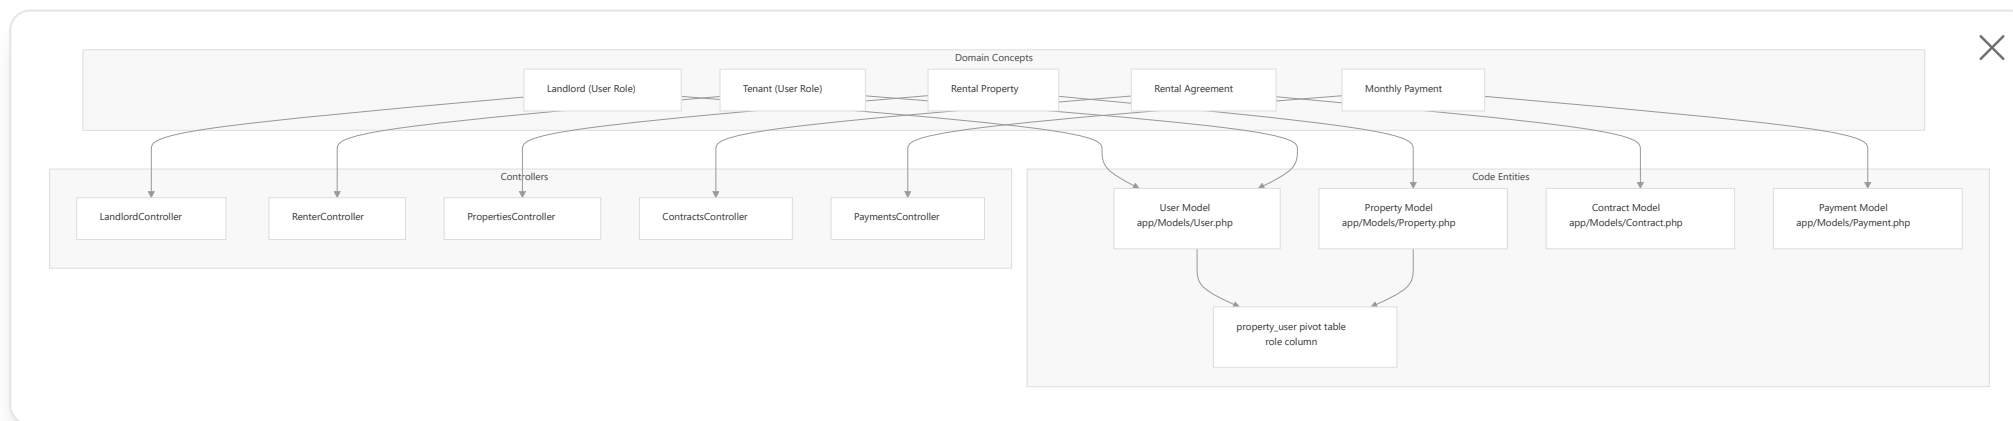 Domain Concepts
Landlord (User Role)
Tenant (User Role)
Rental Property
Rental Agreement
Monthly Payment
Controllers
LandlordController
RenterController
PropertiesController
ContractsController
PaymentsController
Code Entities
User Model
app/Models/User.php
Property Model
app/Models/Property.php
Contract Model
app/Models/Contract.php
Payment Model
app/Models/Payment.php
property_user pivot table
role column